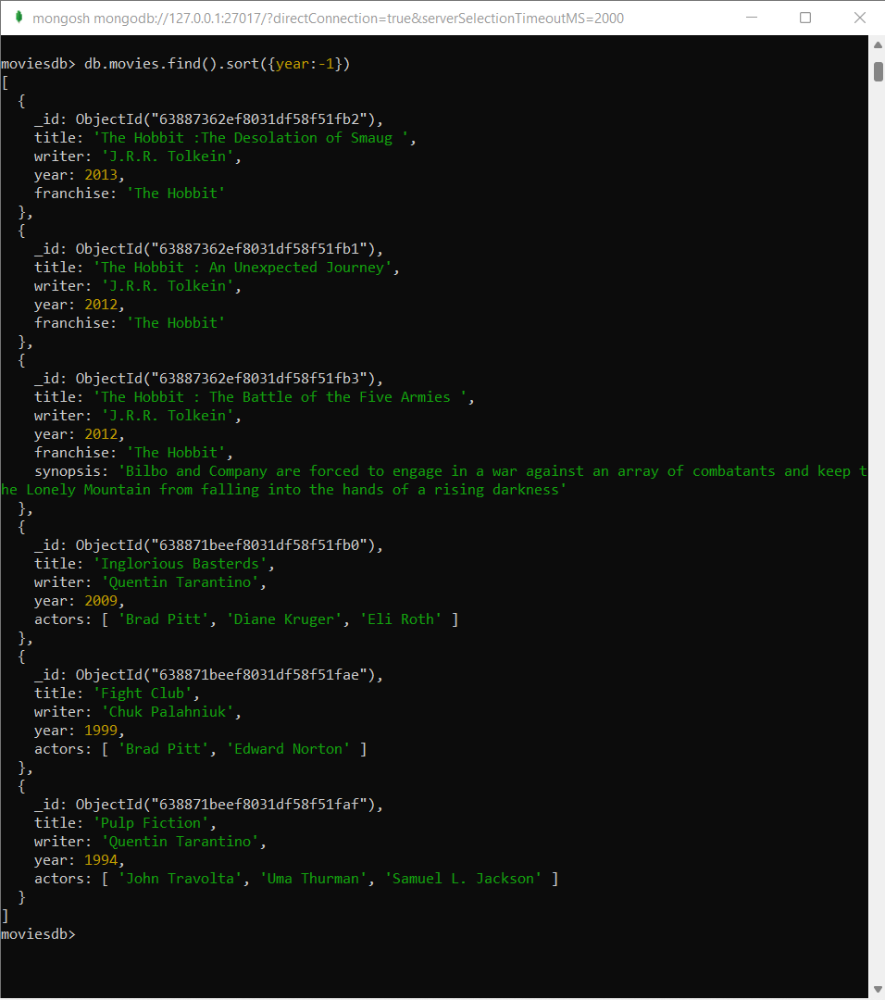 mongosh mongodb://127.0.0.1:27017/?directConnection=true&serverSelectionTimeoutMS=2000
moviesdb> db.movies.find().sort({year:-1})
[
  {
    _id: ObjectId("63887362ef8031df58f51fb2"),
    title: 'The Hobbit :The Desolation of Smaug ',
    writer: 'J.R.R. Tolkein',
    year: 2013,
    franchise: 'The Hobbit'
  },
  {
    _id: ObjectId("63887362ef8031df58f51fb1"),
    title: 'The Hobbit : An Unexpected Journey',
    writer: 'J.R.R. Tolkein',
    year: 2012,
    franchise: 'The Hobbit'
  },
  {
    _id: ObjectId("63887362ef8031df58f51fb3"),
    title: 'The Hobbit : The Battle of the Five Armies ',
    writer: 'J.R.R. Tolkein',
    year: 2012,
    franchise: 'The Hobbit',
    synopsis: 'Bilbo and Company are forced to engage in a war against an array of combatants and keep t
he Lonely Mountain from falling into the hands of a rising darkness'
  },
  {
    _id: ObjectId("638871beef8031df58f51fb0"),
    title: 'Inglorious Basterds',
    writer: 'Quentin Tarantino',
    year: 2009,
    actors: [ 'Brad Pitt', 'Diane Kruger', 'Eli Roth' ]
  },
  {
    _id: ObjectId("638871beef8031df58f51fae"),
    title: 'Fight Club',
    writer: 'Chuk Palahniuk',
    year: 1999,
    actors: [ 'Brad Pitt', 'Edward Norton' ]
  },
  {
    _id: ObjectId("638871beef8031df58f51faf"),
    title: 'Pulp Fiction',
    writer: 'Quentin Tarantino',
    year: 1994,
    actors: [ 'John Travolta', 'Uma Thurman', 'Samuel L. Jackson' ]
  }
]
moviesdb>